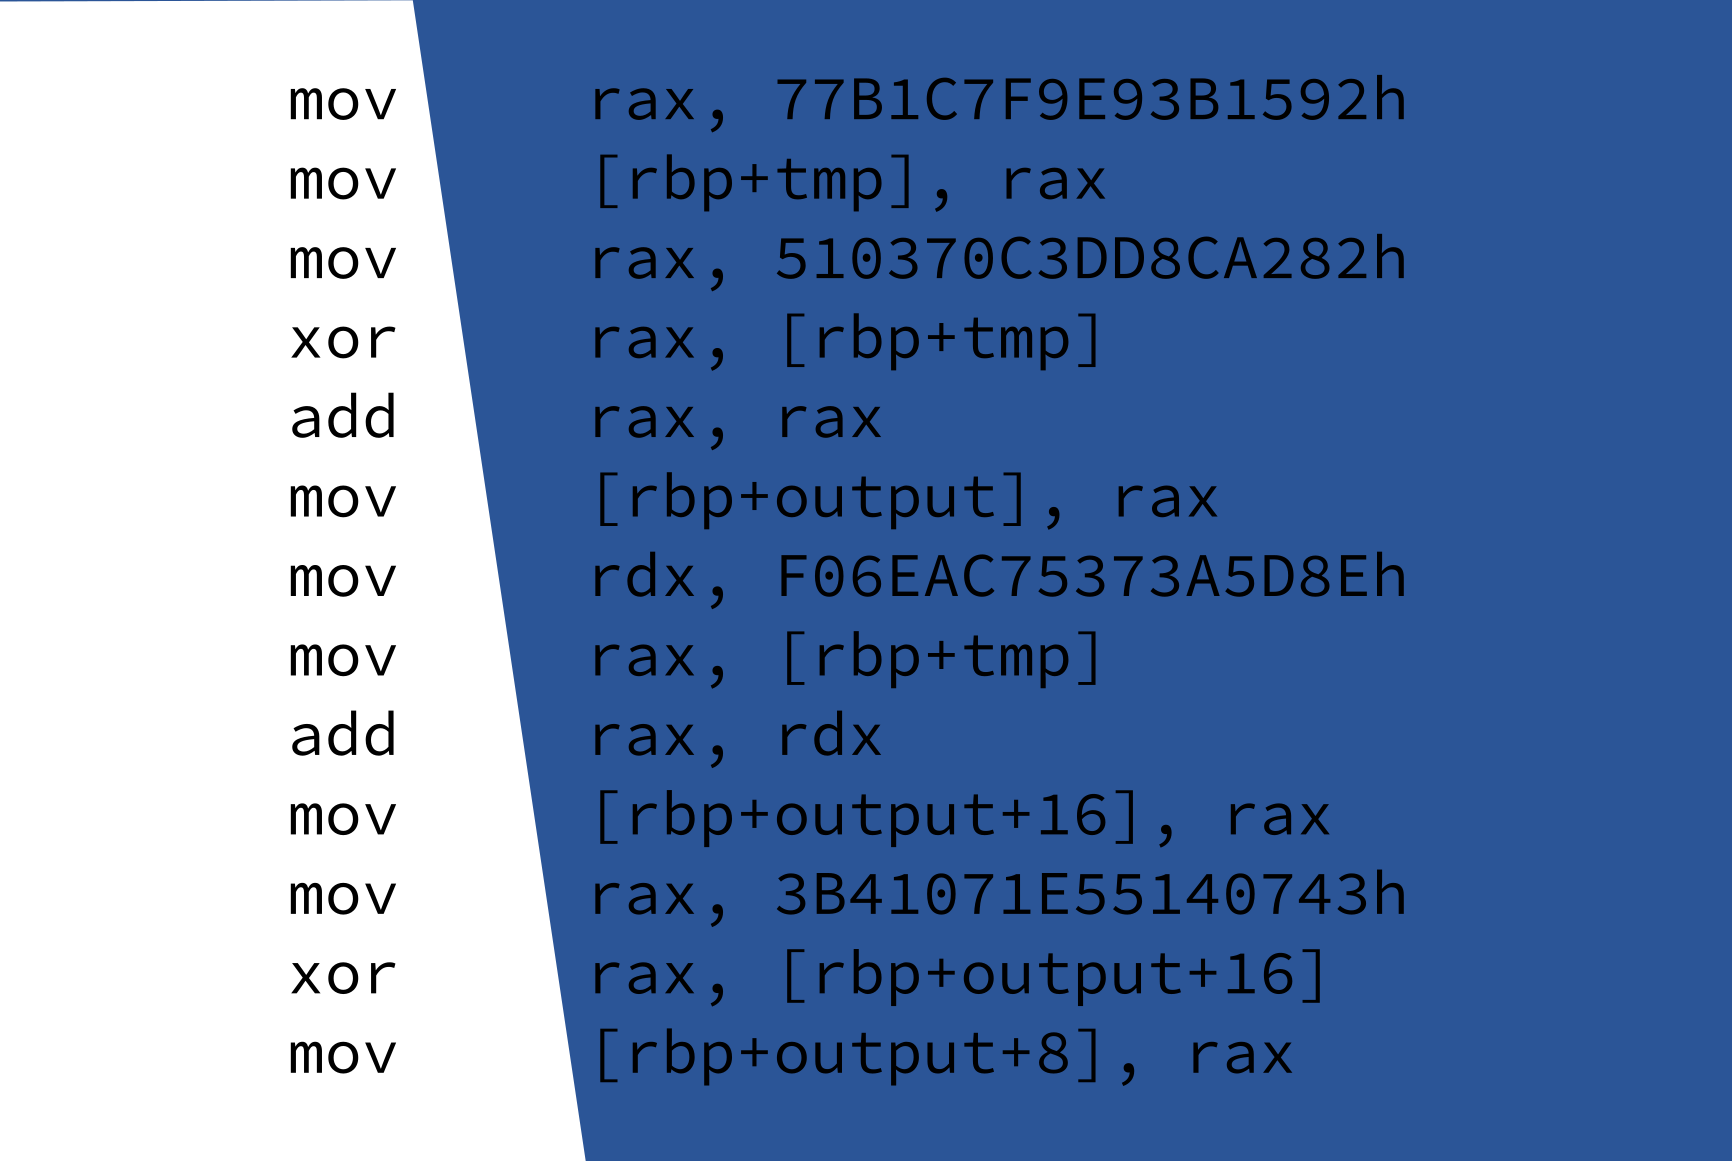 mov rax, 77B1C7F9E93B1592h
mov [rbp+tmp], rax
mov rax, 510370C3DD8CA282h
xor rax, [rbp+tmp]
add rax, rax
mov [rbp+output], rax
mov rdx, F06EAC75373A5D8Eh
mov rax, [rbp+tmp]
add rax, rdx
mov [rbp+output+16], rax
mov rax, 3B41071E55140743h
xor rax, [rbp+output+16]
mov [rbp+output+8], rax